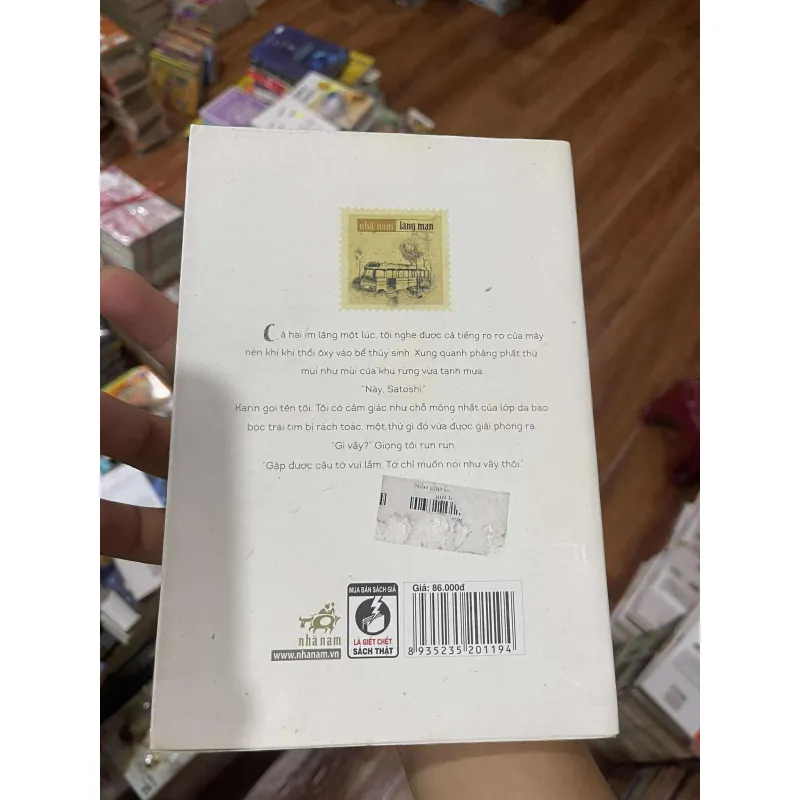 nhã nam lãng mạn
Cả hai im lặng một lúc, tôi nghe được cả tiếng ro ro của máy
nén khí khi thổi ôxy vào bể thủy sinh. Xung quanh phảng phất thứ
mùi như mùi của khu rừng vừa tạnh mưa.
"Này, Satoshi."
Karin gọi tên tôi. Tôi có cảm giác như chỗ mỏng nhất của lớp da bao
bọc trái tim bị rách toạc, một thứ gì đó vừa được giải phóng ra.
"Gì vậy?" Giọng tôi run run.
"Gặp được cậu tớ vui lắm. Tớ chỉ muốn nói như vậy thôi."
nhã nam
www.nhanam.vn
MUA BÁN SÁCH GIẢ
LÀ GIẾT CHẾT
SÁCH THẬT
Giá: 86.000đ
8 935235 201194